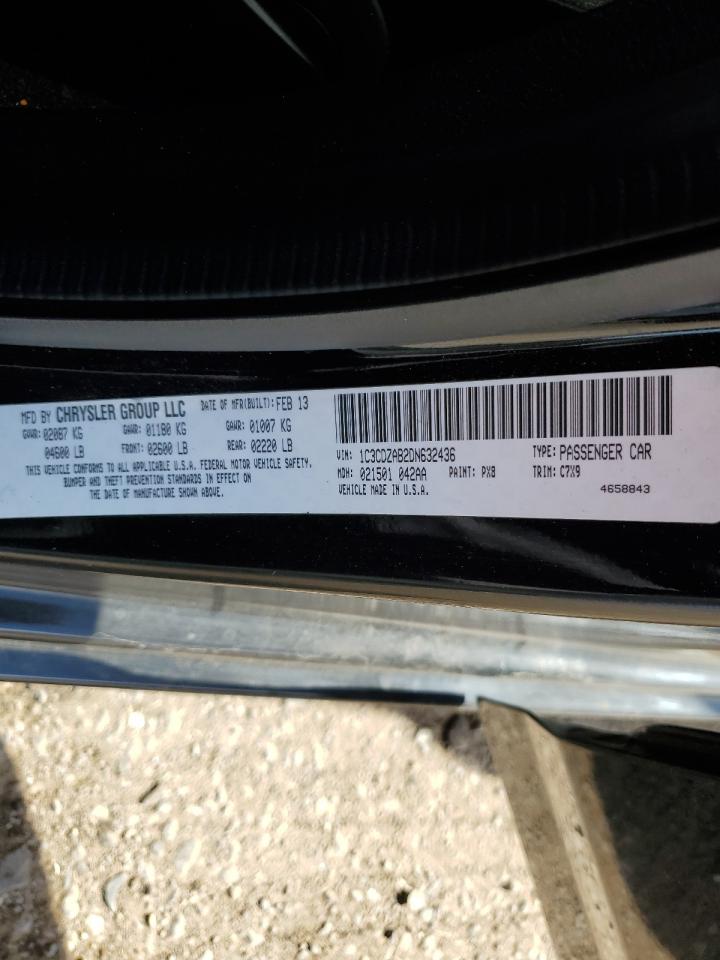 MFD BY CHRYSLER GROUP LLC DATE OF MFR(BUILT): FEB 13
GVWR: 02087 KG GAWR: 01180 KG GAWR: 01007 KG
04600 LB FRONT: 02600 LB REAR: 02220 LB
THIS VEHICLE CONFORMS TO ALL APPLICABLE U.S.A. FEDERAL MOTOR VEHICLE SAFETY,
BUMPER AND THEFT PREVENTION STANDARDS IN EFFECT ON
THE DATE OF MANUFACTURE SHOWN ABOVE.
VIN: 1C3CDZAB2DN632436 TYPE: PASSENGER CAR
MDH: 021501 042AA PAINT: PX8 TRIM: C7X9
VEHICLE MADE IN U.S.A. 4658843